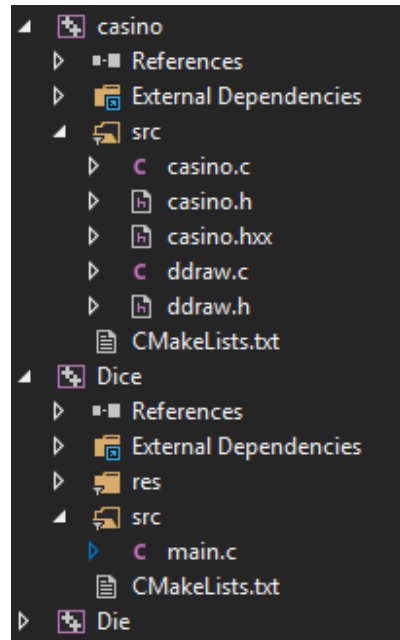 casino
References
External Dependencies
src
casino.c
casino.h
casino.hxx
ddraw.c
ddraw.h
CMakeLists.txt
Dice
References
External Dependencies
res
src
main.c
CMakeLists.txt
Die